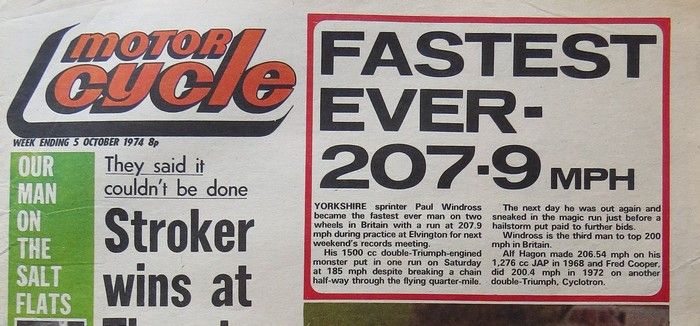 MOTOR
cycle
WEEK ENDING 5 OCTOBER 1974 8p
OUR
MAN
ON
THE
SALT
FLATS
They said it
couldn't be done
Stroker
wins at
FASTEST
EVER-
207·9 MPH
YORKSHIRE sprinter Paul Windross
became the fastest ever man on two
wheels in Britain with a run at 207.9
mph during practice at Elvington for next
weekend's records meeting.
His 1500 cc double-Triumph-engined
monster put in one run on Saturday
at 185 mph despite breaking a chain
half-way through the flying quarter-mile.
The next day he was out again and
sneaked in the magic run just before a
hailstorm put paid to further bids.
Windross is the third man to top 200
mph in Britain.
Alf Hagon made 206.54 mph on his
1,276 cc JAP in 1968 and Fred Cooper,
did 200.4 mph in 1972 on another
double-Triumph, Cyclotron.